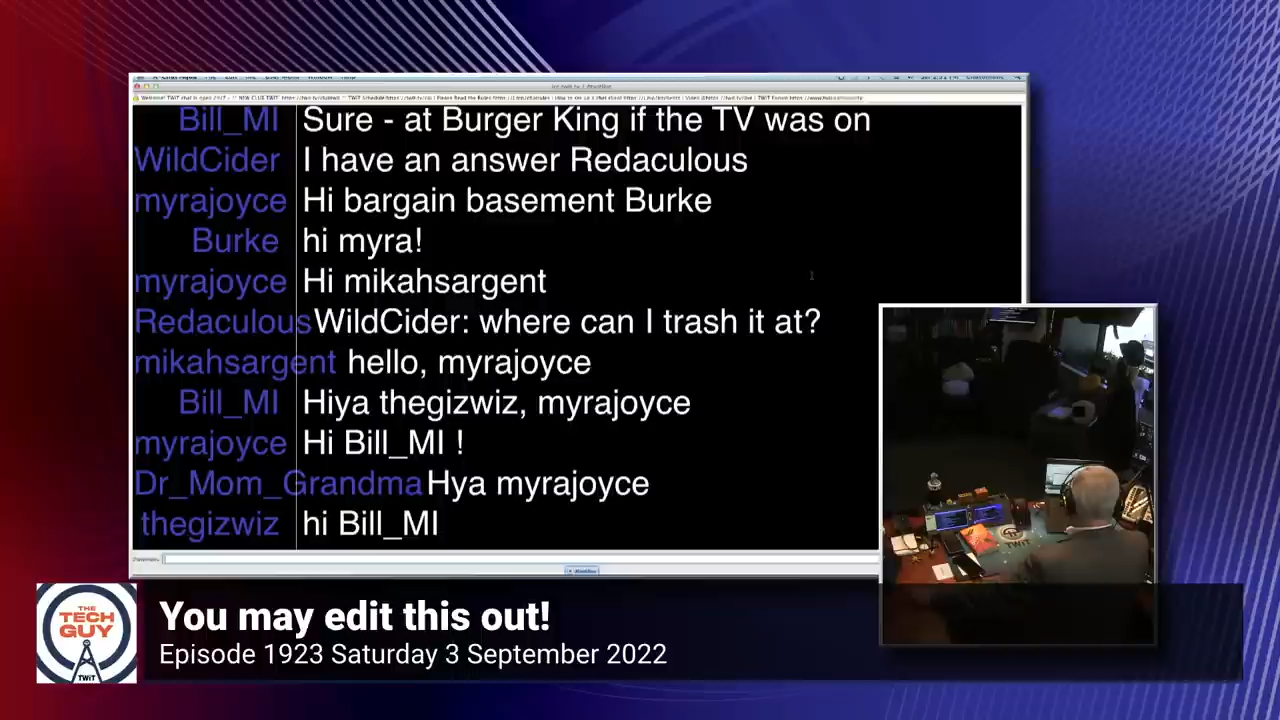 Bill_MI Sure - at Burger King if the TV was on
WildCider I have an answer Redaculous
myrajoyce Hi bargain basement Burke
Burke hi myra!
myrajoyce Hi mikahsargent
Redaculous WildCider: where can I trash it at?
mikahsargent hello, myrajoyce
Bill_MI Hiya thegizwiz, myrajoyce
myrajoyce Hi Bill_MI !
Dr_Mom_Grandma Hya myrajoyce
thegizwiz hi Bill_MI
TWiT
THE
TECH
GUY
TWiT
You may edit this out!
Episode 1923 Saturday 3 September 2022